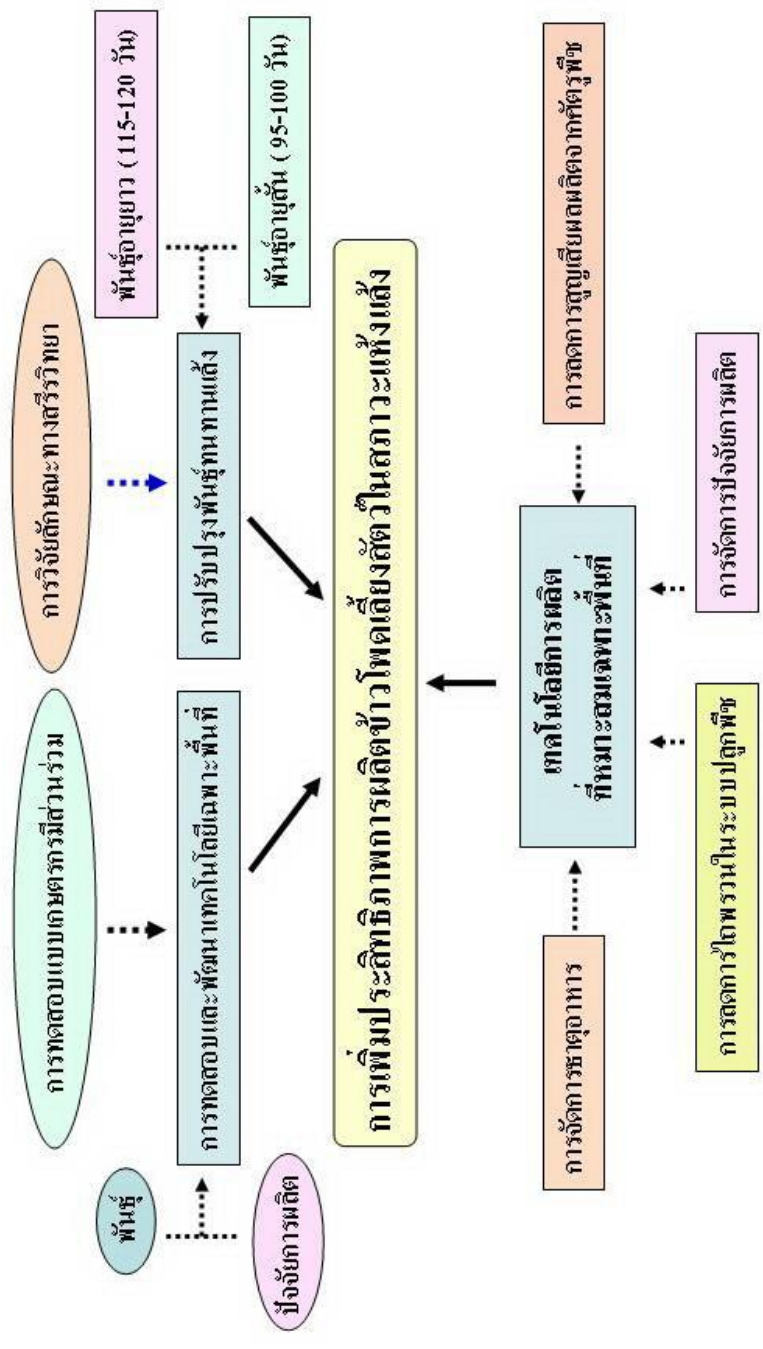 การทดสอบแบบเกษตรกรมีส่วนร่วม
การวิจัยลักษณะทางสรีรวิทยา
พันธุ์
พันธุ์อายุยาว ( 115-120 วัน)
การทดสอบและพัฒนาเทคโนโลยีเฉพาะพื้นที่
การปรับปรุงพันธุ์ทนทานแล้ง
ปัจจัยการผลิต
พันธุ์อายุสั้น ( 95-100 วัน)
การเพิ่มประสิทธิภาพการผลิตข้าวโพดเลี้ยงสัตว์ในสภาวะแห้งแล้ง
การจัดการธาตุอาหาร
เทคโนโลยีการผลิต
ที่หมาะสมเฉพาะพื้นที่
การลดการสูญเสียผลผลิตจากศัตรูพืช
การลดการไถพรวนในระบบปลูกพืช
การจัดการปัจจัยการผลิต